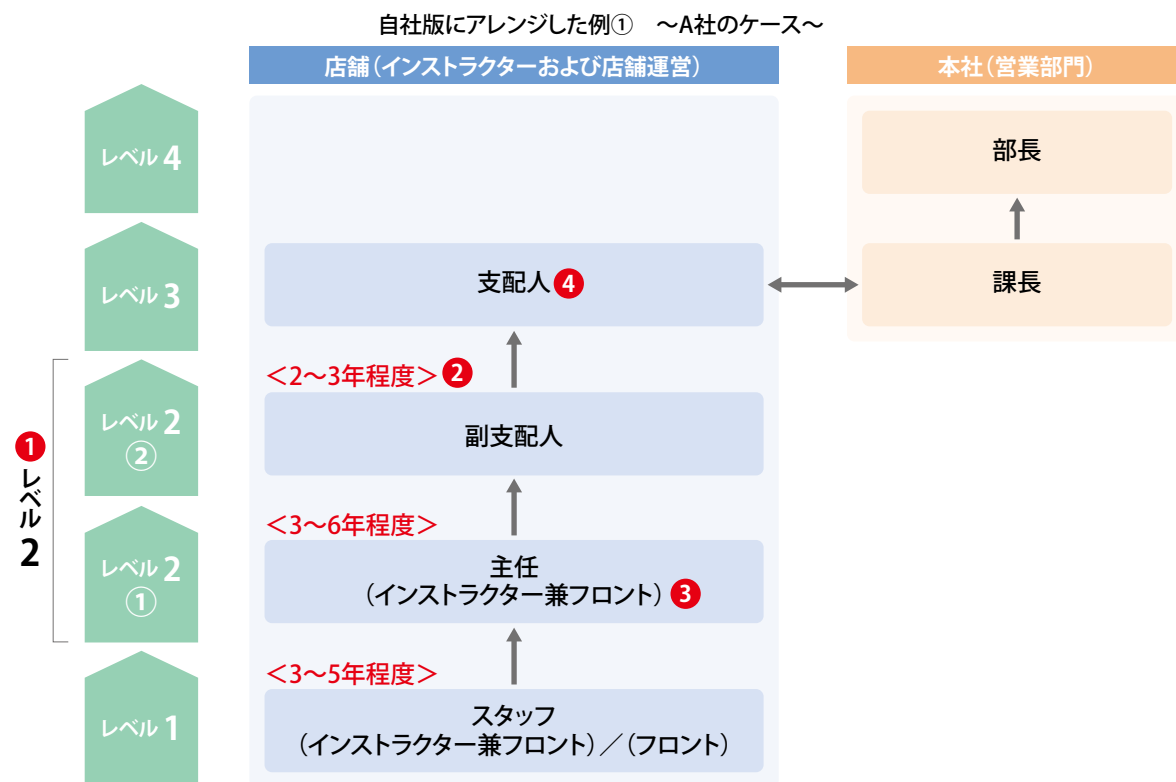 自社版にアレンジした例① ～A社のケース～
店舗（インストラクターおよび店舗運営）
本社（営業部門）
レベル 4
部長
レベル 3
支配人 4
課長
＜2～3年程度＞ 2
1 レベル 2
レベル 2
②
副支配人
＜3～6年程度＞
レベル 2
①
主任
（インストラクター兼フロント） 3
＜3～5年程度＞
レベル 1
スタッフ
（インストラクター兼フロント）／（フロント）